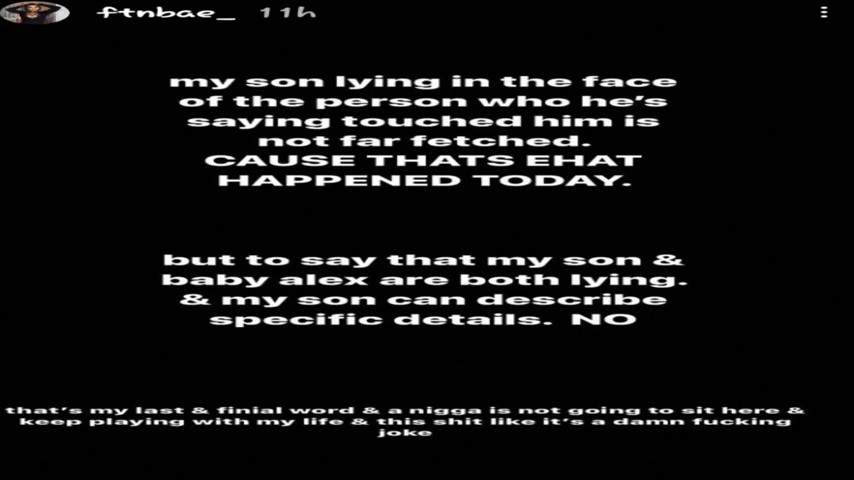 ftnbae_ 11h
my son lying in the face
of the person who he's
saying touched him is
not far fetched.
CAUSE THATS EHAT
HAPPENED TODAY.
but to say that my son &
baby alex are both lying.
& my son can describe
specific details. NO
that's my last & finial word & a nigga is not going to sit here &
keep playing with my life & this shit like it's a damn fucking
joke